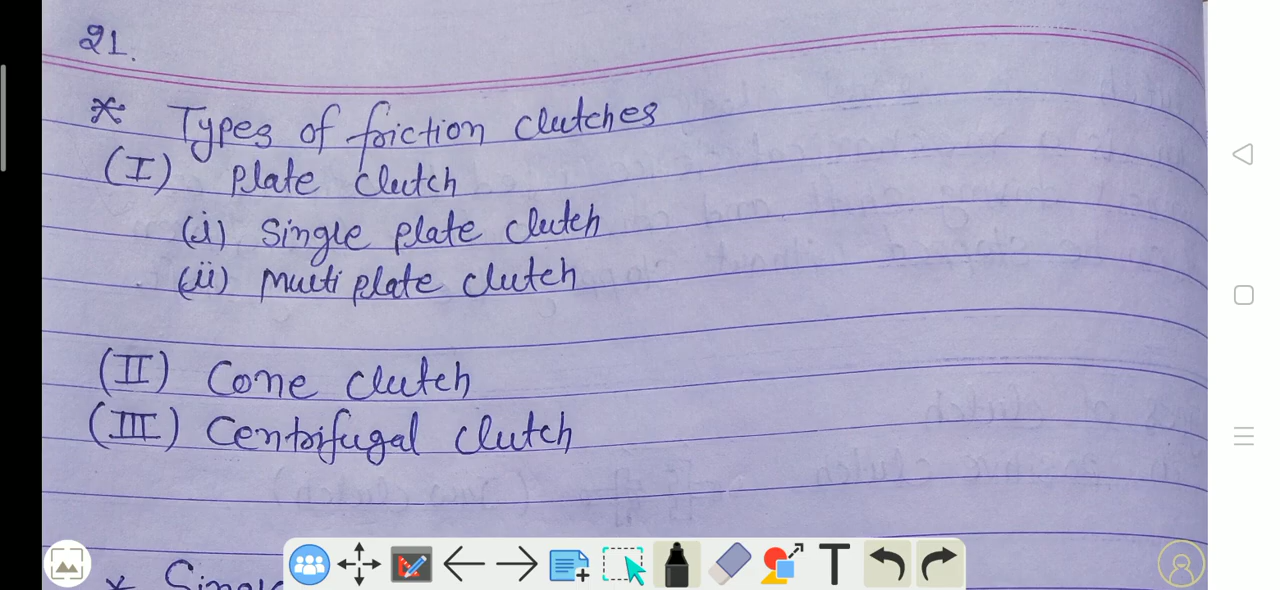 21.
* Types of friction clutches
(I) Plate clutch
(i) Single plate clutch
(ii) Multi plate clutch
(II) Cone clutch
(III) Centrifugal clutch
* Single
T